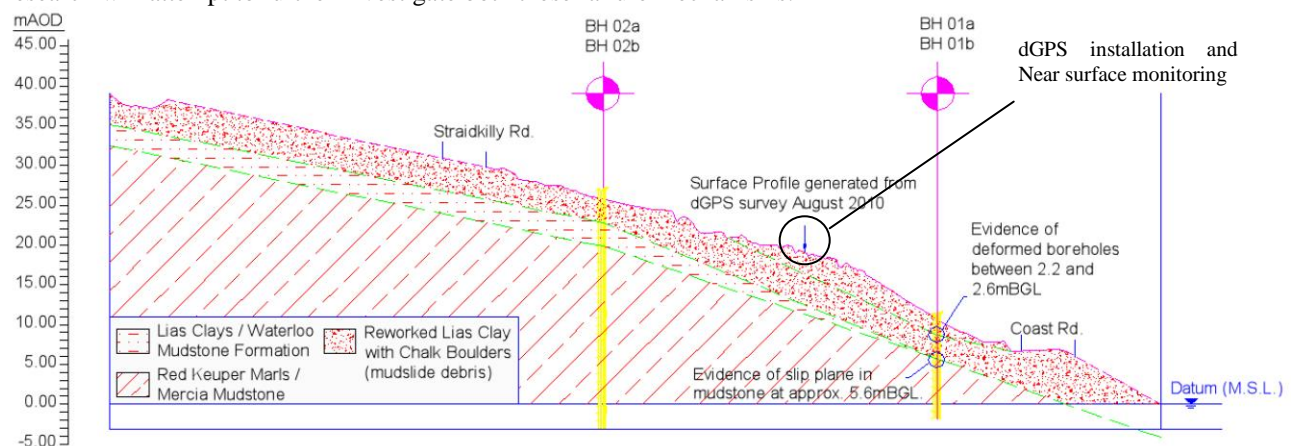 mAOD
45.00
40.00
35.00
30.00
25.00
20.00
15.00
10.00
5.00
0.00
-5.00
BH 02a
BH 02b
BH 01a
BH 01b
dGPS installation and
Near surface monitoring
Straidkilly Rd.
Surface Profile generated from
dGPS survey August 2010
Evidence of
deformed boreholes
between 2.2 and
2.6mBGL
Coast Rd.
Evidence of slip plane in
mudstone at approx. 5.6mBGL.
Datum (M.S.L.)
Lias Clays / Waterloo
Mudstone Formation
Red Keuper Marls /
Mercia Mudstone
Reworked Lias Clay
with Chalk Boulders
(mudslide debris)